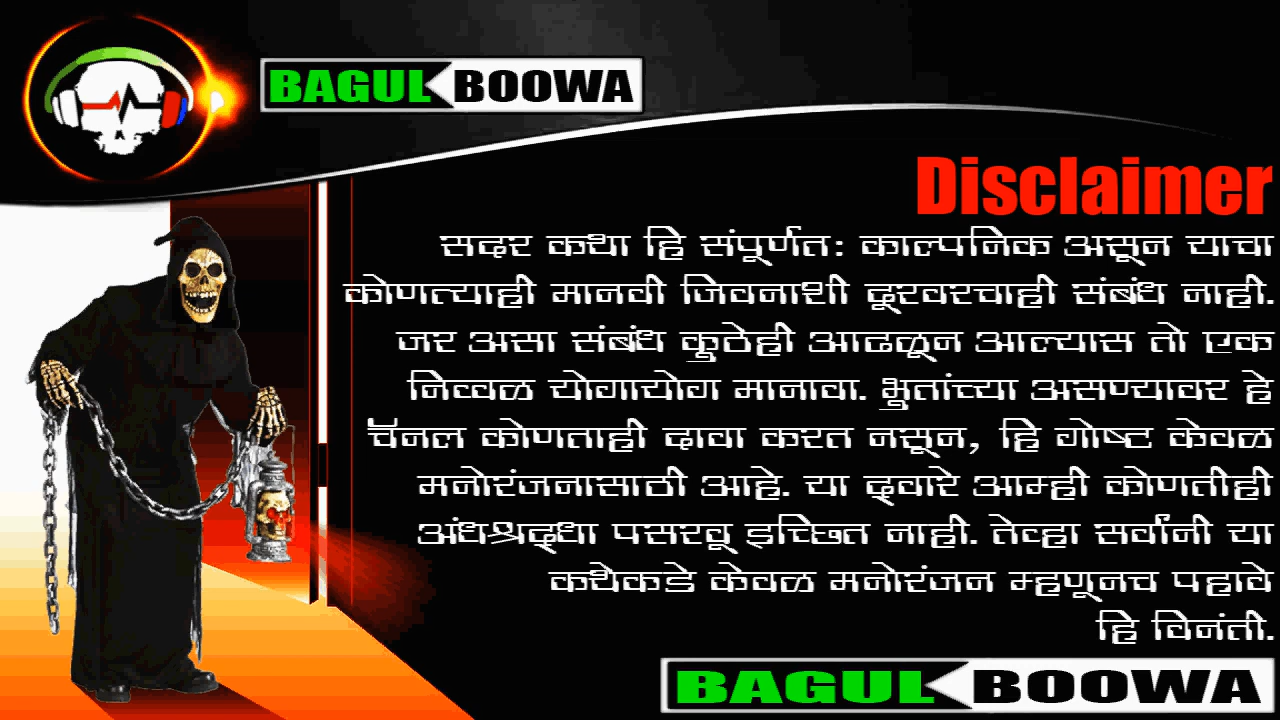 BAGUL BOOWA
Disclaimer
सदर कथा हि संपूर्णत: काल्पनिक असून याचा
कोणत्याही मानवी जिवनाशी दूरवरचाही संबंध नाही.
जर असा संबंध कुठेही आढळून आल्यास तो एक
निव्वळ योगायोग मानावा. भुतांच्या असण्यावर हे
चॅनल कोणताही दावा करत नसून, हि गोष्ट केवळ
मनोरंजनासाठी आहे. या द्वारे आम्ही कोणतीही
अंधश्रद्धा पसरवू इच्छित नाही. तेव्हा सर्वांनी या
कथेकडे केवळ मनोरंजन म्हणूनच पहावे
हि विनंती.
BAGUL BOOWA